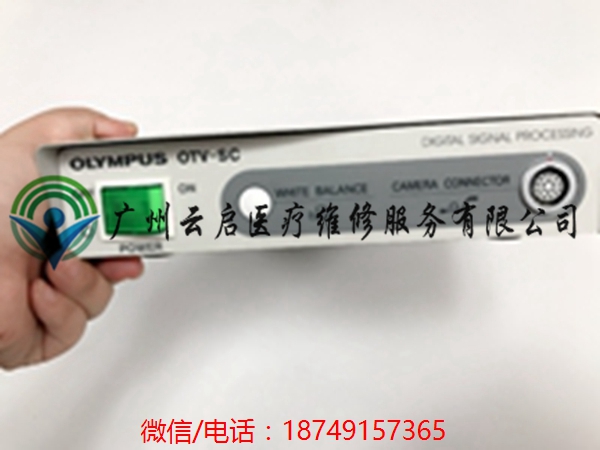 DIGITAL SIGNAL PROCESSING
OLYMPUS OTV-SC
ON
WHITE BALANCE
CAMERA CONNECTOR
广州云启医疗维修服务有限公司
POWER
微信/电话：18749157365